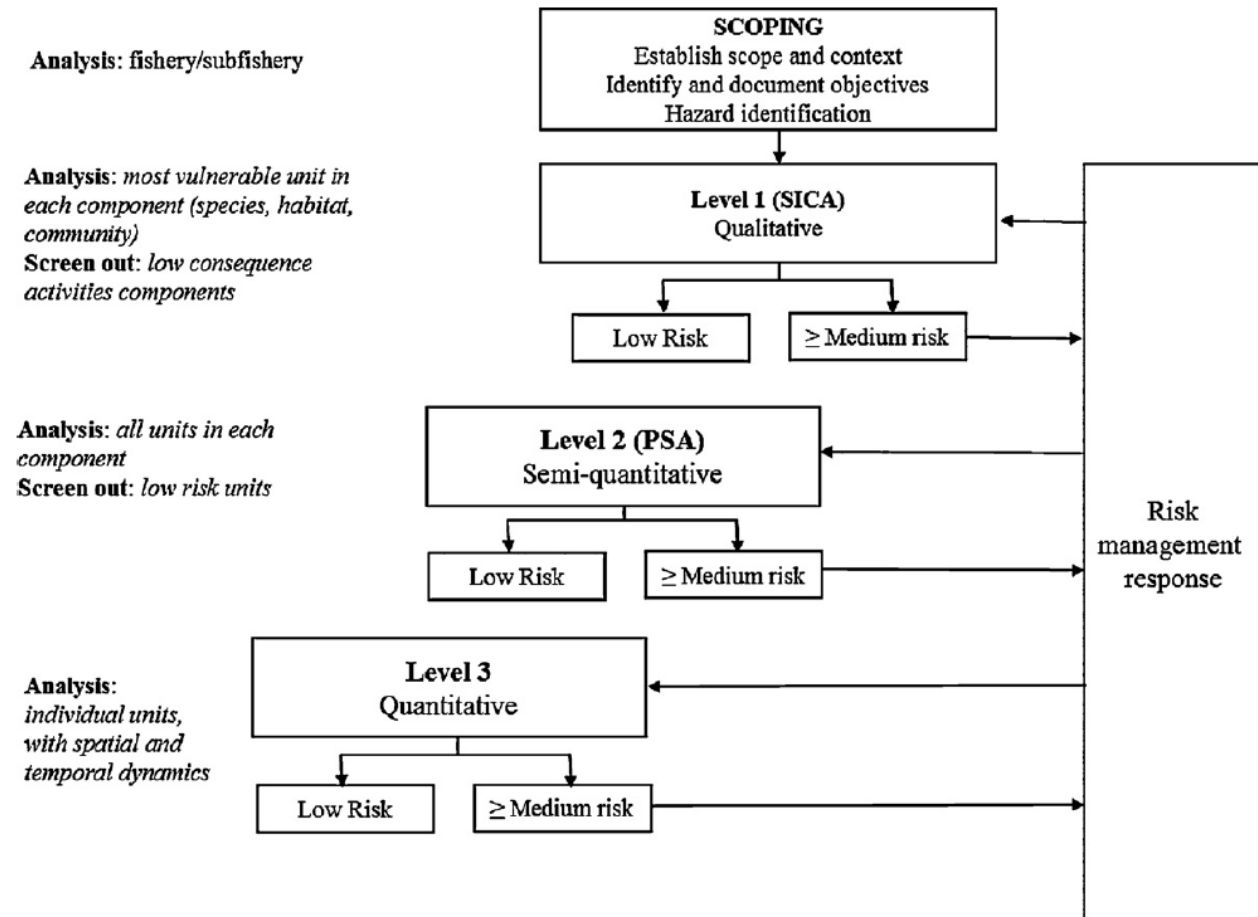 Analysis: fishery/subfishery
SCOPING
Establish scope and context
Identify and document objectives
Hazard identification
Analysis: most vulnerable unit in
each component (species, habitat,
community)
Screen out: low consequence
activities components
Level 1 (SICA)
Qualitative
Low Risk
≥ Medium risk
Analysis: all units in each
component
Screen out: low risk units
Level 2 (PSA)
Semi-quantitative
Low Risk
≥ Medium risk
Risk
management
response
Analysis:
individual units,
with spatial and
temporal dynamics
Level 3
Quantitative
Low Risk
≥ Medium risk